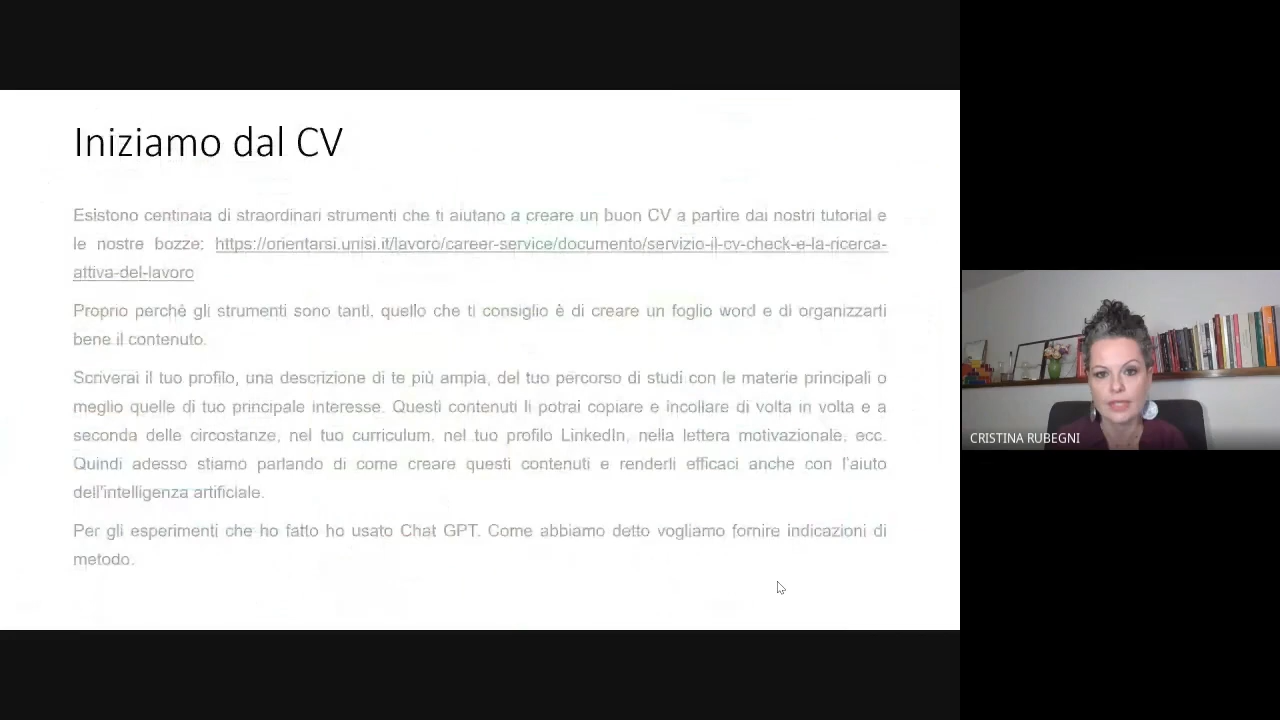 Iniziamo dal CV
Esistono centinaia di straordinari strumenti che ti aiutano a creare un buon CV a partire dai nostri tutorial e
le nostre bozze: https://orientarsi.unisi.it/lavoro/career-service/documento/servizio-il-cv-check-e-la-ricerca-
attiva-del-lavoro
Proprio perchè gli strumenti sono tanti, quello che ti consiglio è di creare un foglio word e di organizzarti
bene il contenuto.
Scriverai il tuo profilo, una descrizione di te più ampia, del tuo percorso di studi con le materie principali o
meglio quelle di tuo principale interesse. Questi contenuti li potrai copiare e incollare di volta in volta e a
seconda delle circostanze, nel tuo curriculum, nel tuo profilo LinkedIn, nella lettera motivazionale, ecc.
Quindi adesso stiamo parlando di come creare questi contenuti e renderli efficaci anche con l'aiuto
dell'intelligenza artificiale.
Per gli esperimenti che ho fatto ho usato Chat GPT. Come abbiamo detto vogliamo fornire indicazioni di
metodo.
CRISTINA RUBEGNI